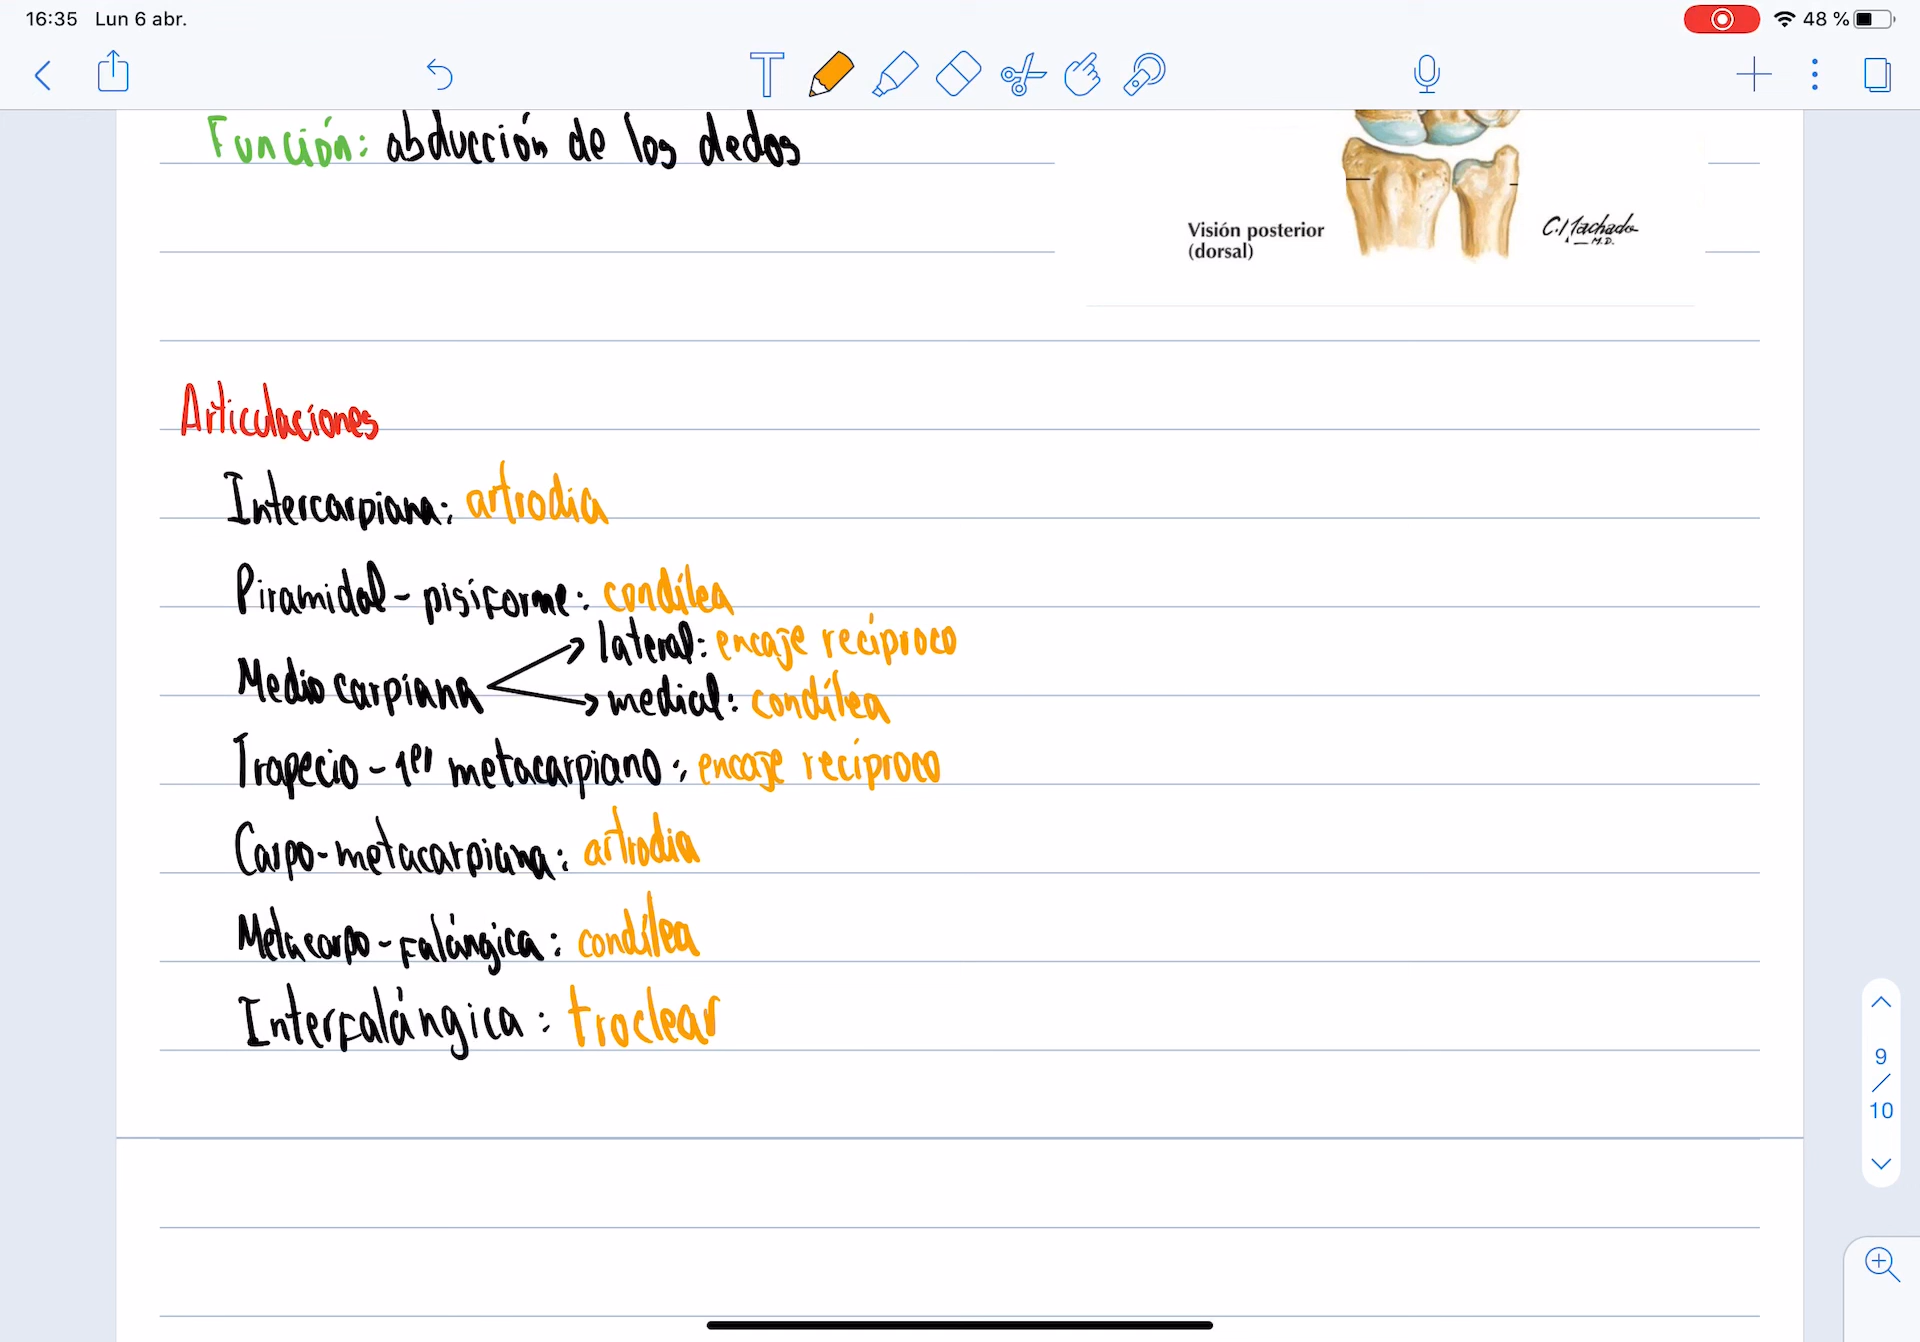 16:35 Lun 6 abr.
48 %
Función: abducción de los dedos
Visión posterior
(dorsal)
C. Machado
M.D.
Articulaciones
Intercarpiana: artrodia
Piramidal - pisiforme: condílea
lateral: encaje recíproco
Medio carpiana
medial: condílea
Trapecio - 1er metacarpiano: encaje recíproco
Carpo-metacarpiana: artrodia
Metacarpo-falángica: condílea
Interfalángica: troclear
9
/
10